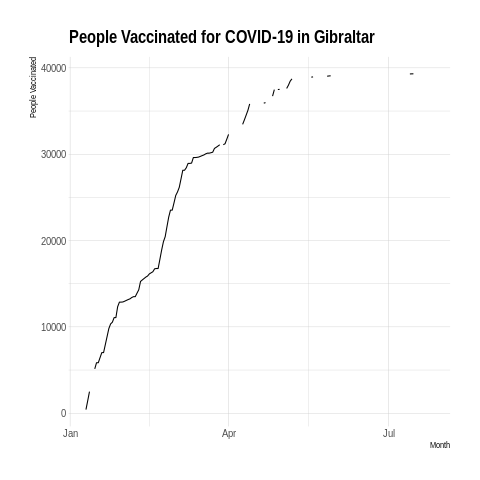 People Vaccinated for COVID-19 in Gibraltar
People Vaccinated
40000
30000
20000
10000
0
Jan
Apr
Jul
Month